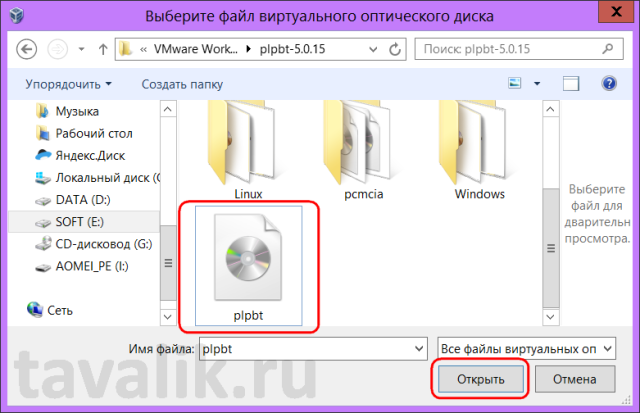 Выберите файл виртуального оптического диска
« VMware Work... ▸ plpbt-5.0.15
Поиск: plpbt-5.0.15
Упорядочить
Создать папку
Музыка
Рабочий стол
Яндекс.Диск
Локальный диск (C
DATA (D:)
SOFT (E:)
CD-дисковод (G:)
AOMEI_PE (I:)
Сеть
Linux
pcmcia
Windows
plpbt
Выберите
файл для
дварительн
просмотра.
Имя файла:
plpbt
Все файлы виртуальных оп
Открыть
Отмена
tavalik.ru